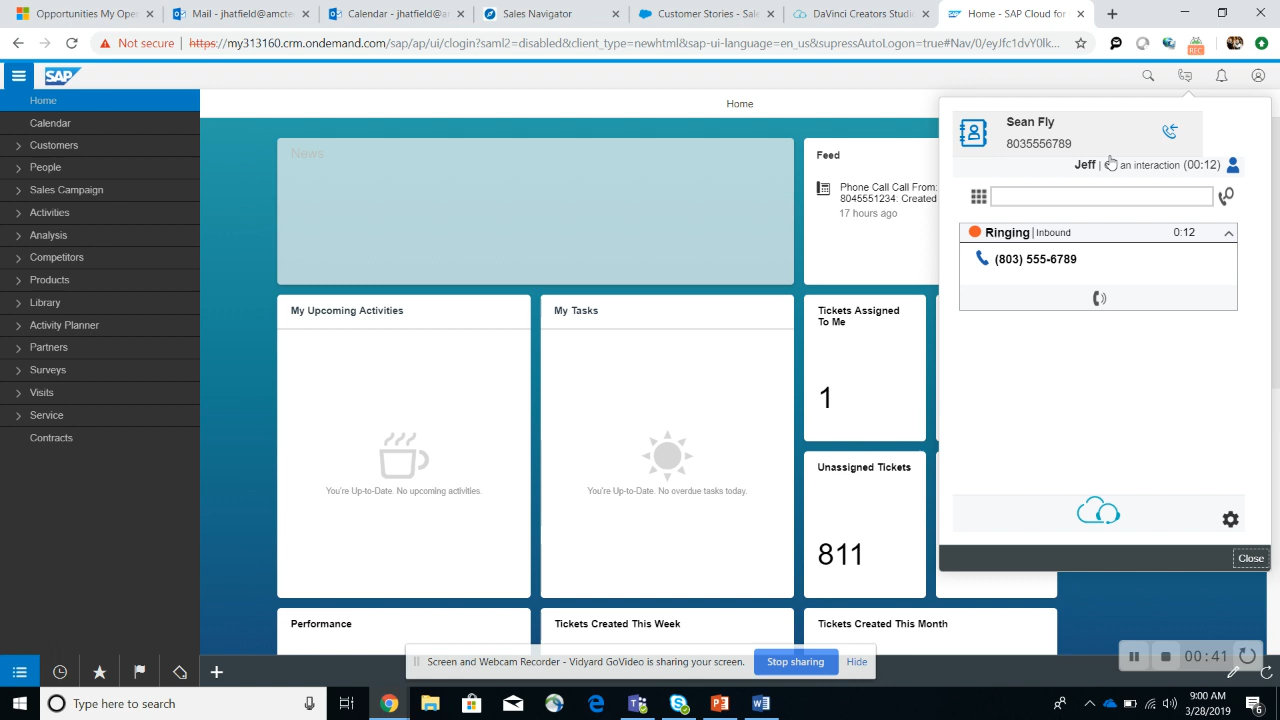 Opportunities My Oper
Mail - jhatfield@amcte
Calendar - jhatfield@a
Sales Navigator
Customer Stories - Sale
DaVinci Creators Studi
Home - SAP Cloud for
Not secure
https://my313160.crm.ondemand.com/sap/ap/ui/clogin?saml2=disabled&client_type=newhtml&sap-ui-language=en_us&supressAutoLogon=true#Nav/0/eyJfc1dvY0lk...
REC
SAP
Home
Home
Calendar
Customers
People
Sales Campaign
Activities
Analysis
Competitors
Products
Library
Activity Planner
Partners
Surveys
Visits
Service
Contracts
News
Feed
Phone Call Call From:
8045551234. Created
17 hours ago
My Upcoming Activities
You're Up-to-Date. No upcoming activities.
My Tasks
You're Up-to-Date. No overdue tasks today.
Tickets Assigned
To Me
1
Unassigned Tickets
811
Performance
Tickets Created This Week
Tickets Created This Month
Sean Fly
8035556789
Jeff | an interaction (00:12)
Ringing | Inbound
0:12
(803) 555-6789
Close
Screen and Webcam Recorder - Vidyard GoVideo is sharing your screen.
Stop sharing
Hide
00:41
Type here to search
9:00 AM
3/28/2019
6